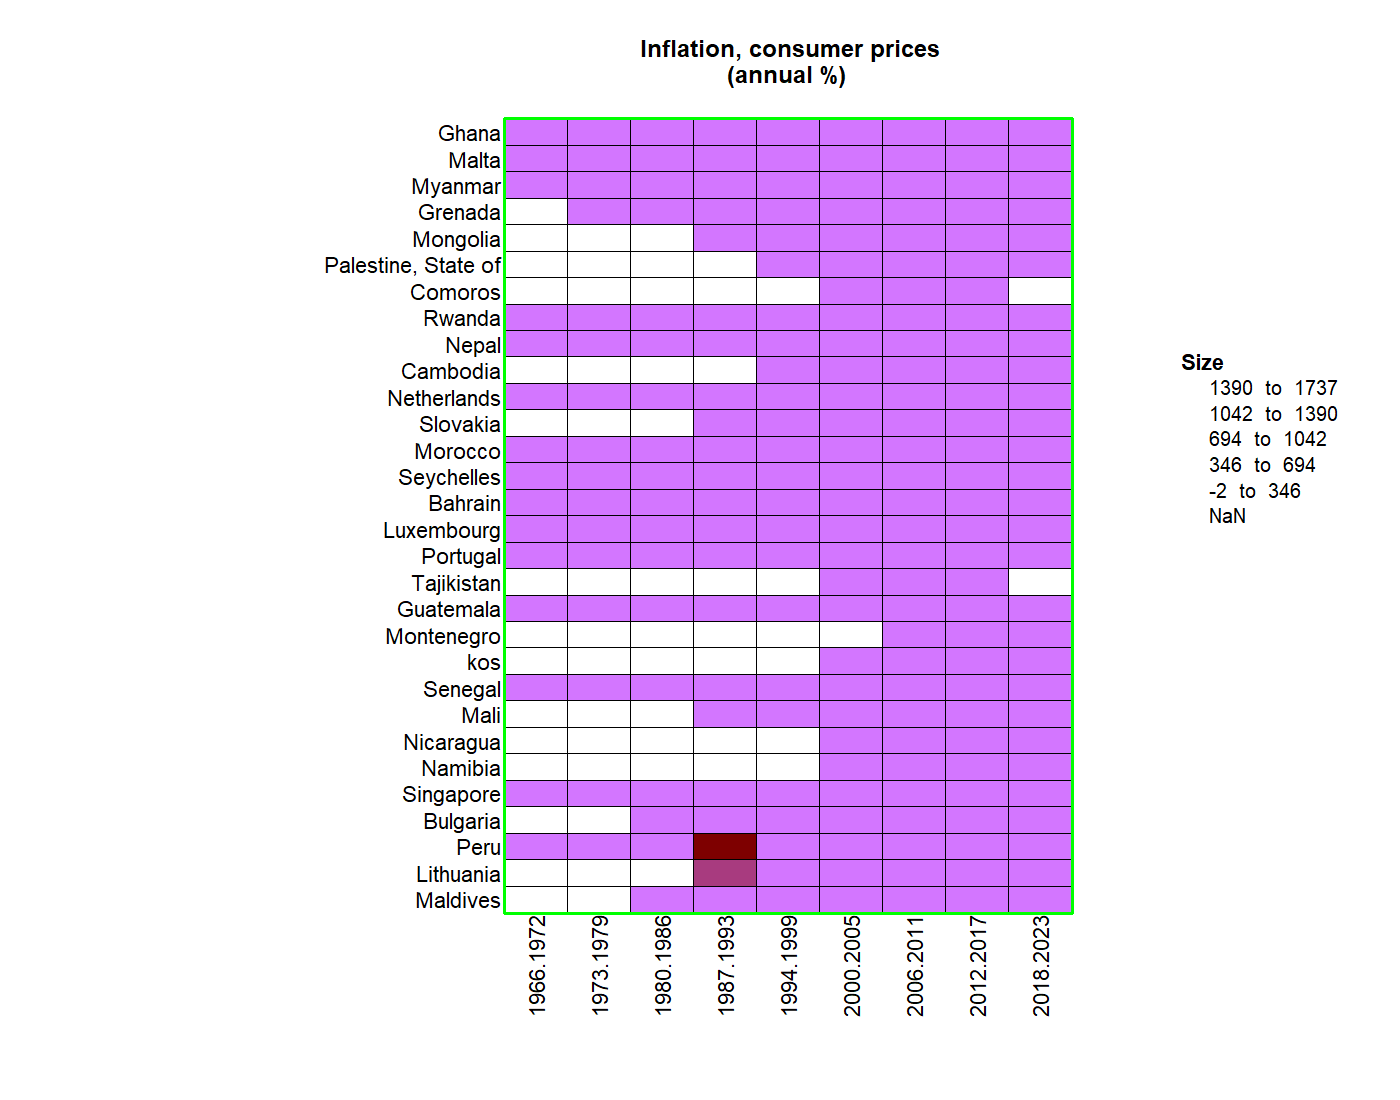 Inflation, consumer prices
(annual %)
Ghana
Malta
Myanmar
Grenada
Mongolia
Palestine, State of
Comoros
Rwanda
Nepal
Cambodia
Netherlands
Slovakia
Morocco
Seychelles
Bahrain
Luxembourg
Portugal
Tajikistan
Guatemala
Montenegro
kos
Senegal
Mali
Nicaragua
Namibia
Singapore
Bulgaria
Peru
Lithuania
Maldives
1966.1972
1973.1979
1980.1986
1987.1993
1994.1999
2000.2005
2006.2011
2012.2017
2018.2023
Size
1390 to 1737
1042 to 1390
694 to 1042
346 to 694
-2 to 346
NaN